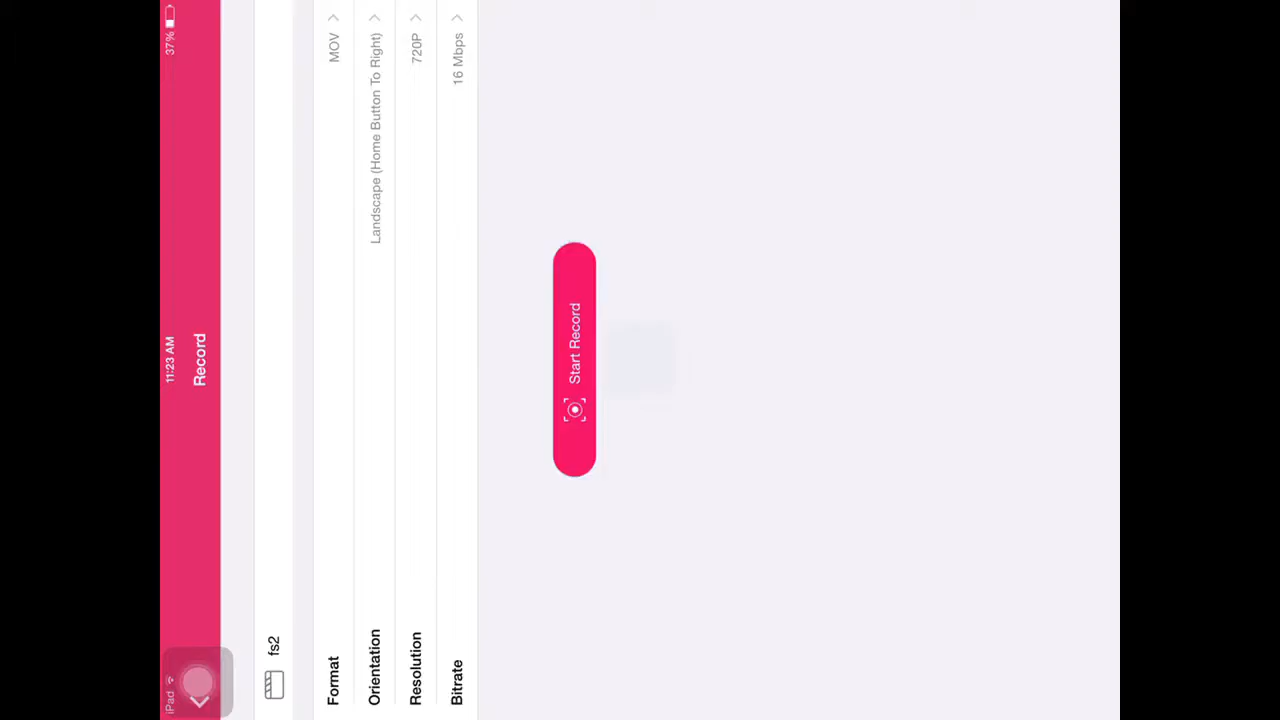 iPad 11:23 AM 37%
Record
fs2
Format MOV
Orientation Landscape (Home Button To Right)
Resolution 720P
Bitrate 16 Mbps
Start Record